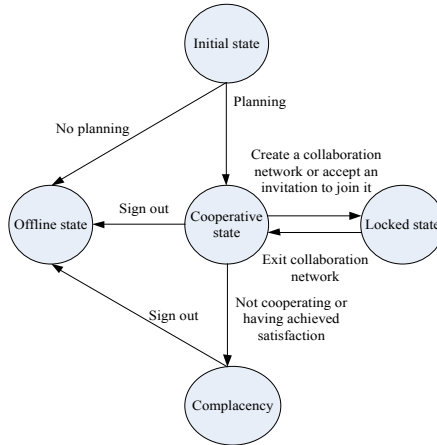 Initial state
Planning
No planning
Create a collaboration
network or accept an
invitation to join it
Offline state
Sign out
Cooperative
state
Locked state
Exit collaboration
network
Not cooperating or
having achieved
satisfaction
Sign out
Complacency